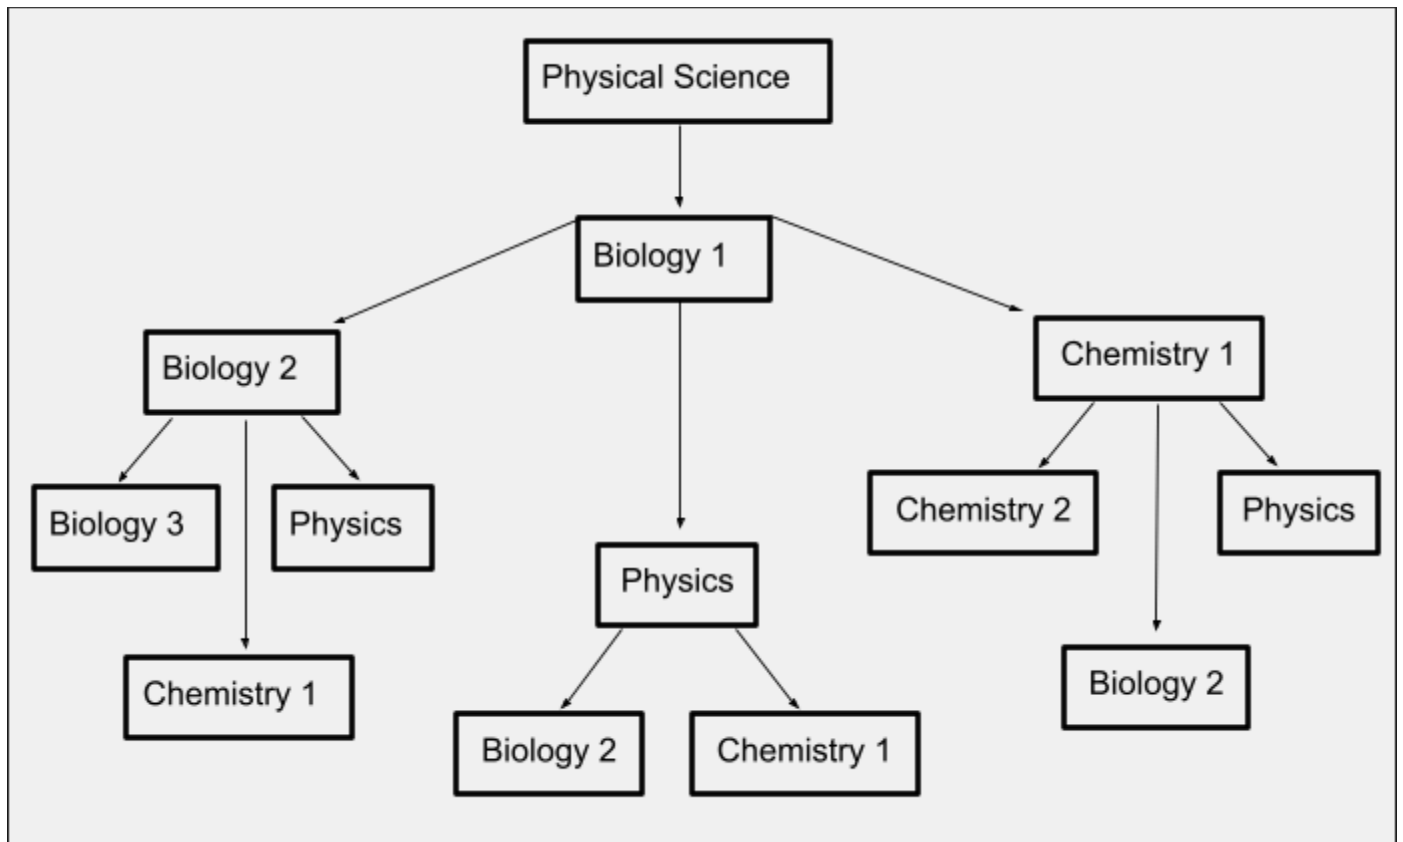 Physical Science
Biology 1
Biology 2
Chemistry 1
Biology 3
Physics
Chemistry 2
Physics
Physics
Chemistry 1
Biology 2
Biology 2
Chemistry 1